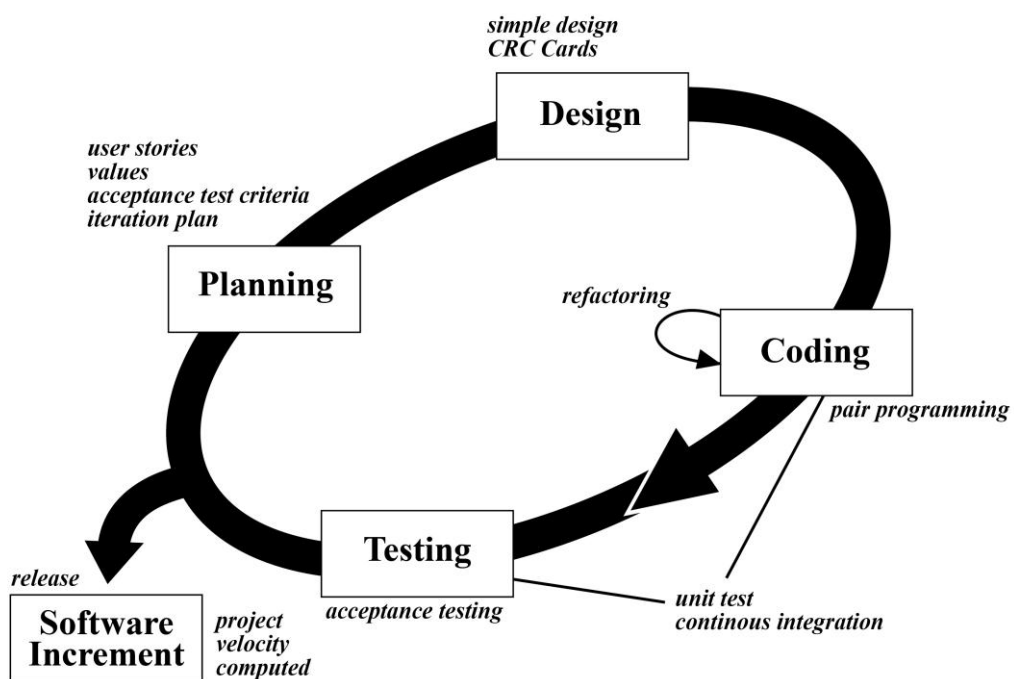 simple design
CRC Cards
Design
user stories
values
acceptance test criteria
iteration plan
Planning
refactoring
Coding
pair programming
Testing
acceptance testing
unit test
continous integration
release
Software
Increment
project
velocity
computed